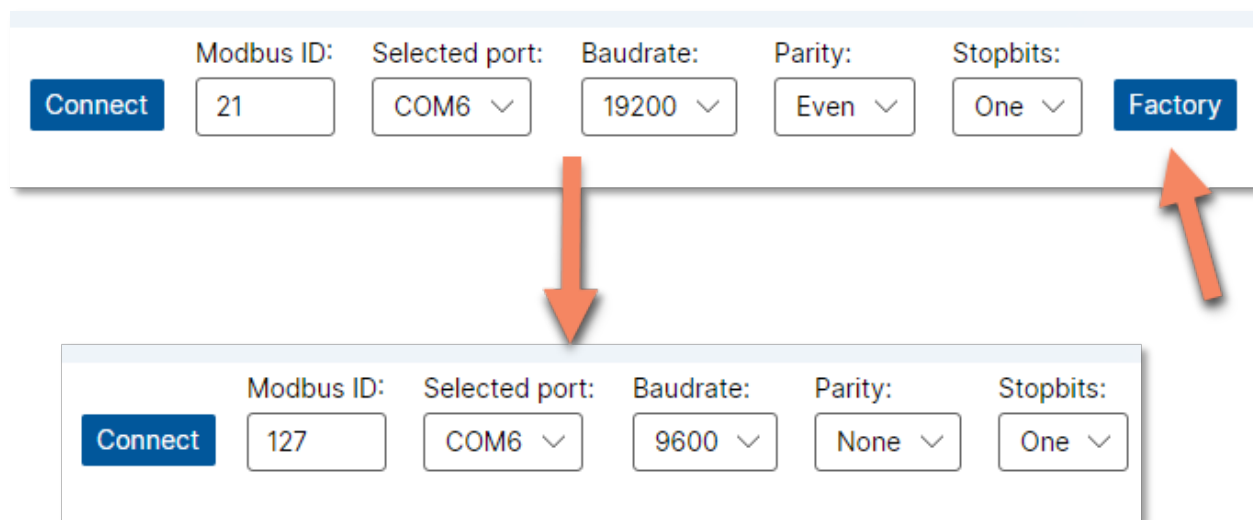 Modbus ID: Selected port: Baudrate: Parity: Stopbits:
Connect 21 COM6 19200 Even One Factory
Modbus ID: Selected port: Baudrate: Parity: Stopbits:
Connect 127 COM6 9600 None One